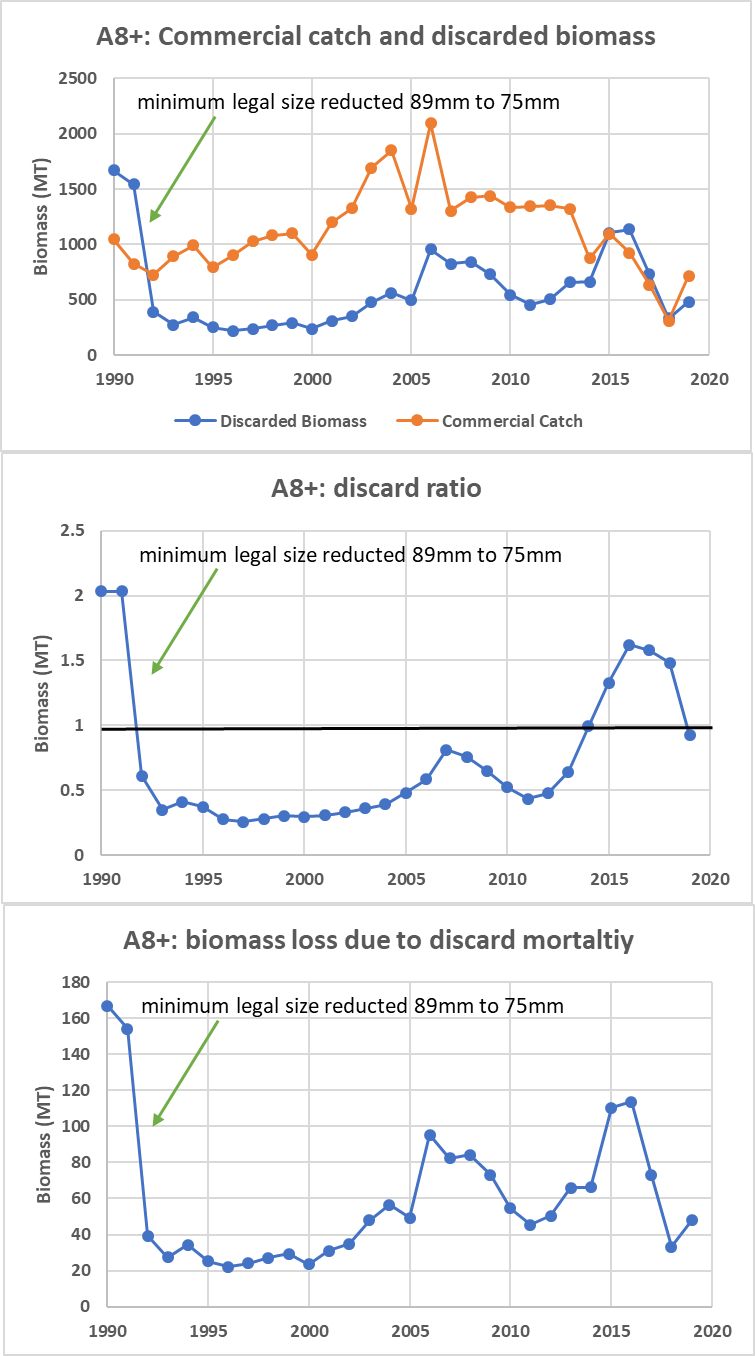 A8+: Commercial catch and discarded biomass
2500
minimum legal size reducted 89mm to 75mm
2000
1500
1000
500
0
Biomass (MT)
1990 1995 2000 2005 2010 2015 2020
Discarded Biomass Commercial Catch
A8+: discard ratio
2.5
minimum legal size reducted 89mm to 75mm
2
1.5
1
0.5
0
Biomass (MT)
1990 1995 2000 2005 2010 2015 2020
A8+: biomass loss due to discard mortaltiy
180
minimum legal size reducted 89mm to 75mm
160
140
120
100
80
60
40
20
0
Biomass (MT)
1990 1995 2000 2005 2010 2015 2020